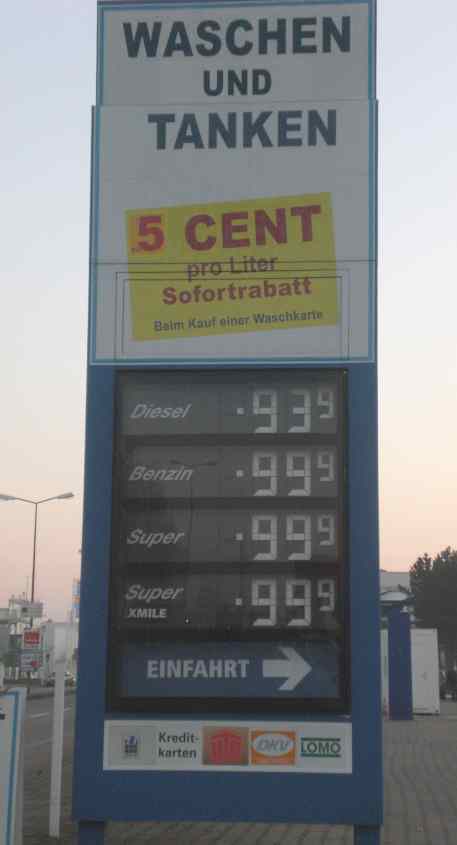 WASCHEN
UND
TANKEN
5 CENT
pro Liter
Sofortrabatt
Beim Kauf einer Waschkarte
Diesel .939
Benzin .999
Super .999
Super .999
XMILE
EINFAHRT
Kredit-
karten
DKV
LOMO